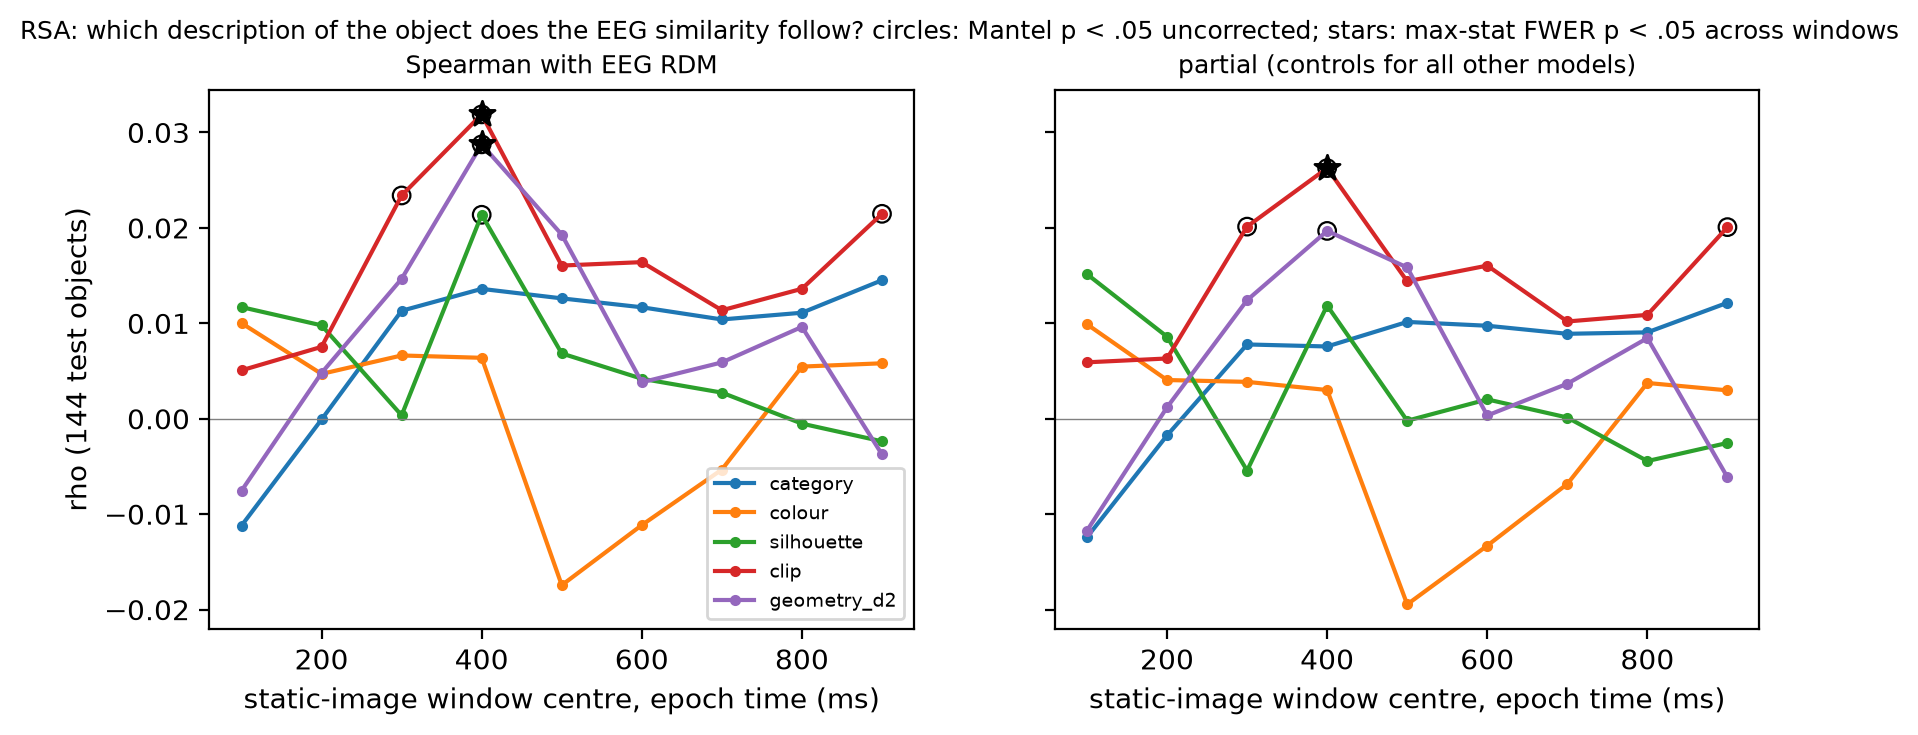 RSA: which description of the object does the EEG similarity follow? circles: Mantel p < .05 uncorrected; stars: max-stat FWER p < .05 across windows
Spearman with EEG RDM
rho (144 test objects)
0.03
0.02
0.01
0.00
−0.01
−0.02
category
colour
silhouette
clip
geometry_d2
200
400
600
800
static-image window centre, epoch time (ms)
partial (controls for all other models)
200
400
600
800
static-image window centre, epoch time (ms)